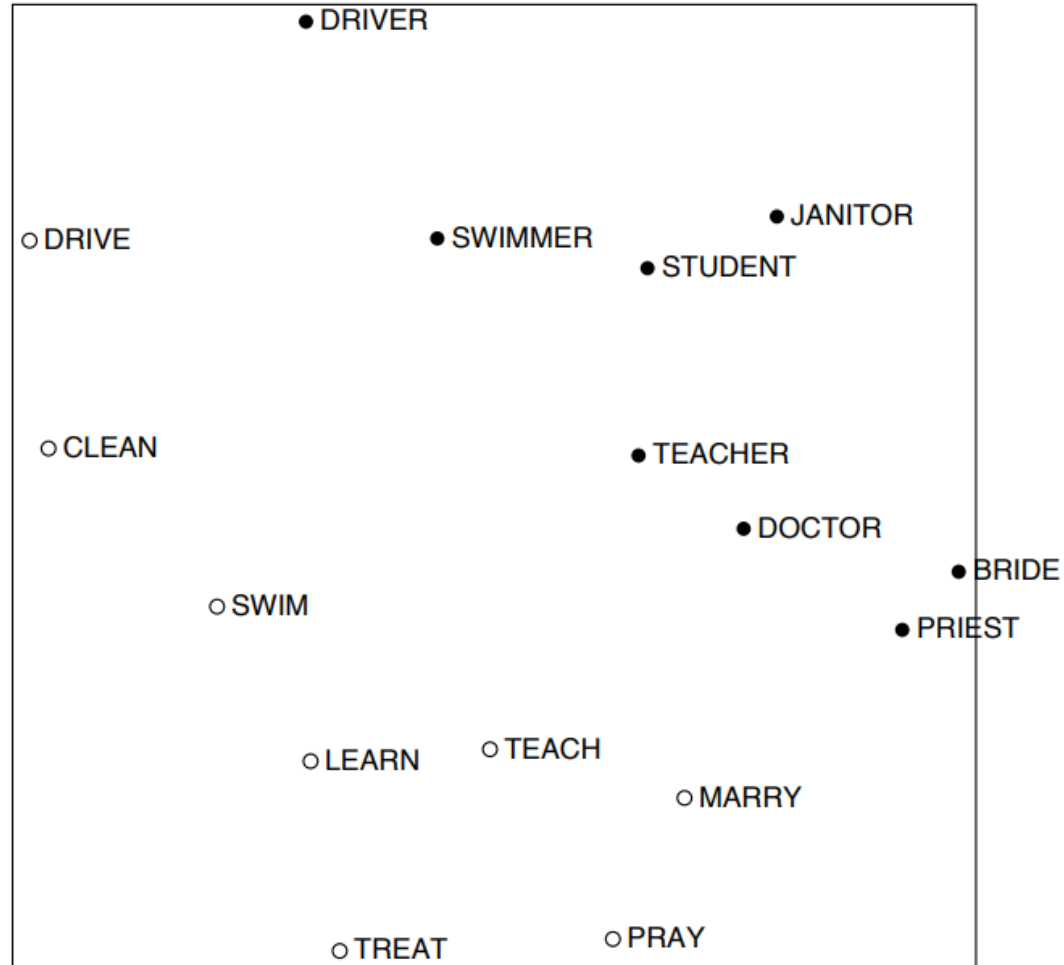 DRIVER
JANITOR
DRIVE
SWIMMER
STUDENT
CLEAN
TEACHER
DOCTOR
BRIDE
SWIM
PRIEST
TEACH
LEARN
MARRY
PRAY
TREAT